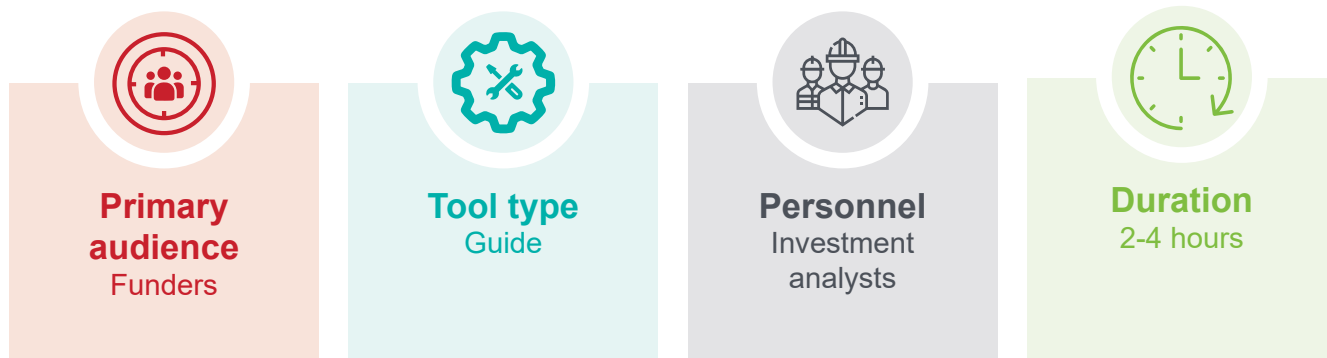 Primary
audience
Funders
Tool type
Guide
Personnel
Investment
analysts
Duration
2-4 hours